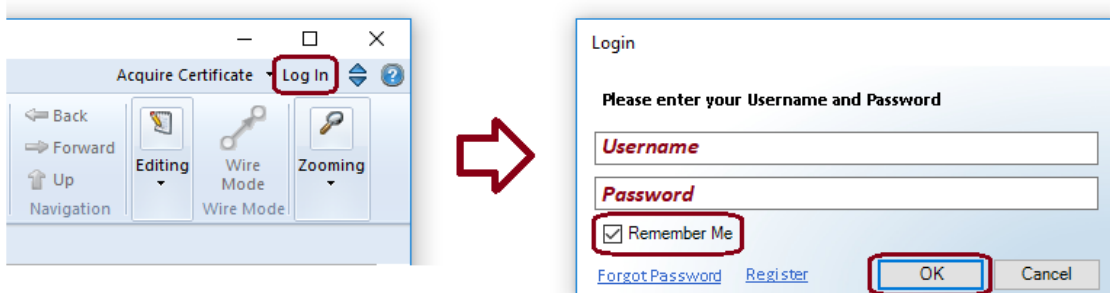 Acquire Certificate Log In
Back
Forward
Up
Navigation
Editing
Wire
Mode
Wire Mode
Zooming
Login
Please enter your Username and Password
Username
Password
Remember Me
Forgot Password Register OK Cancel